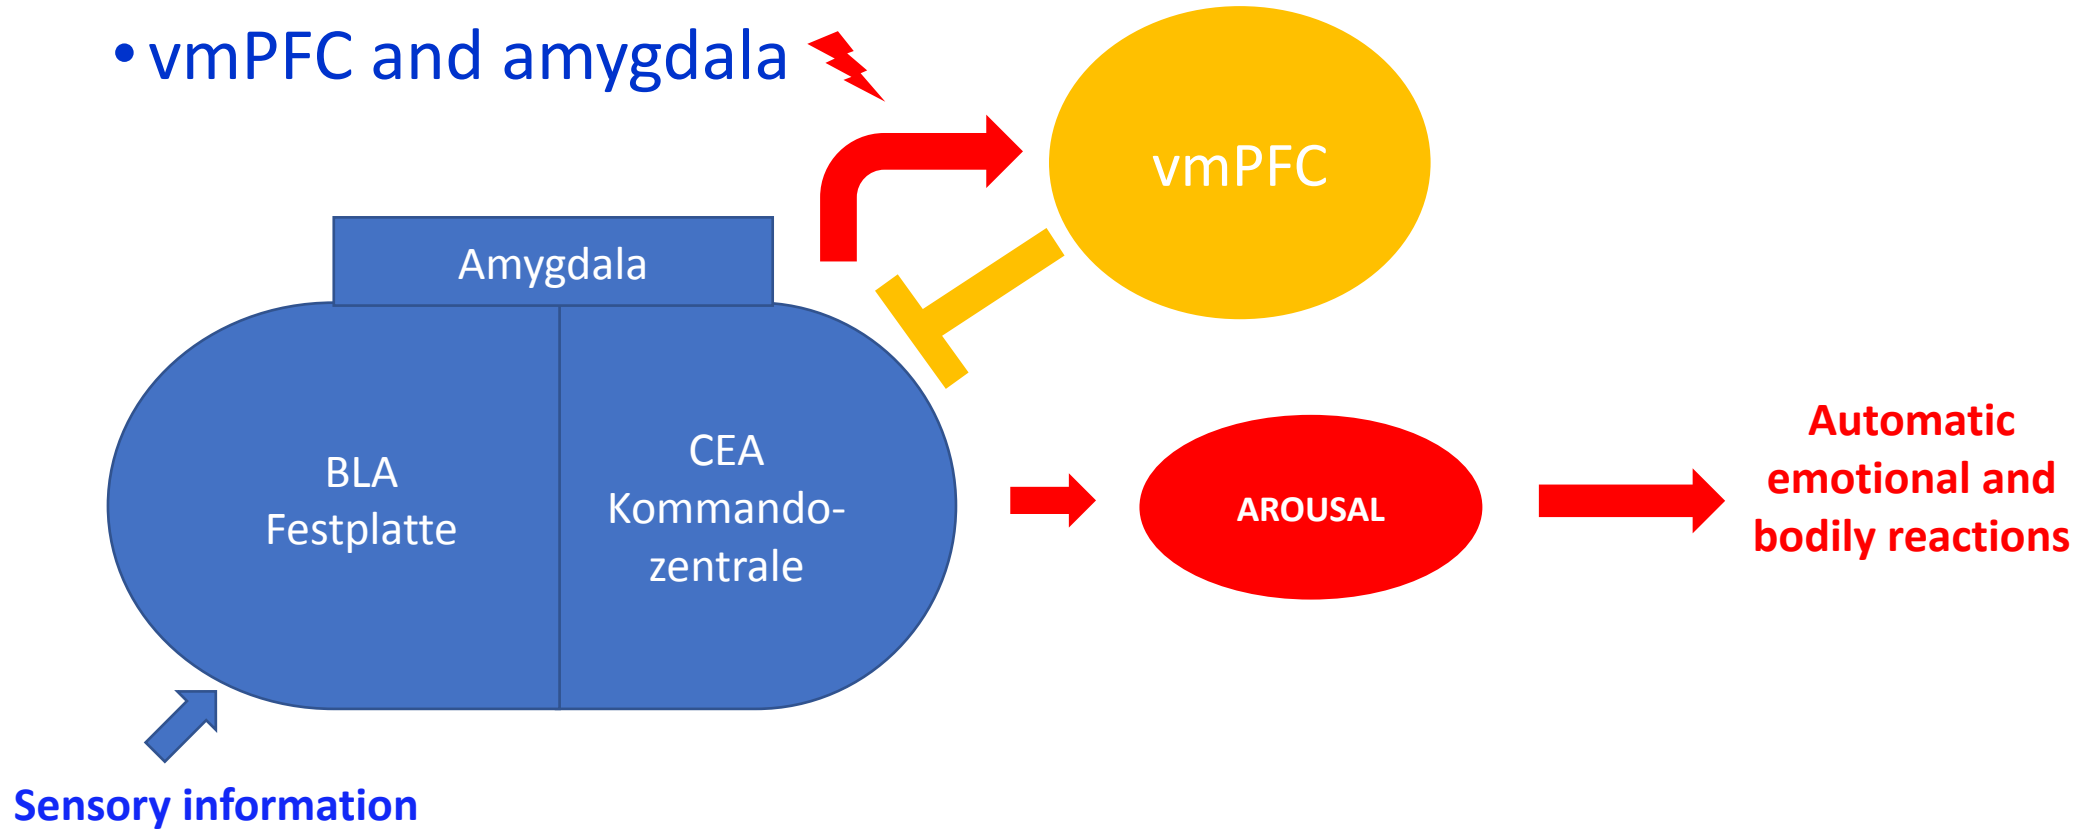 • vmPFC and amygdala
vmPFC
Amygdala
BLA
Festplatte
CEA
Kommando-
zentrale
AROUSAL
Automatic
emotional and
bodily reactions
Sensory information